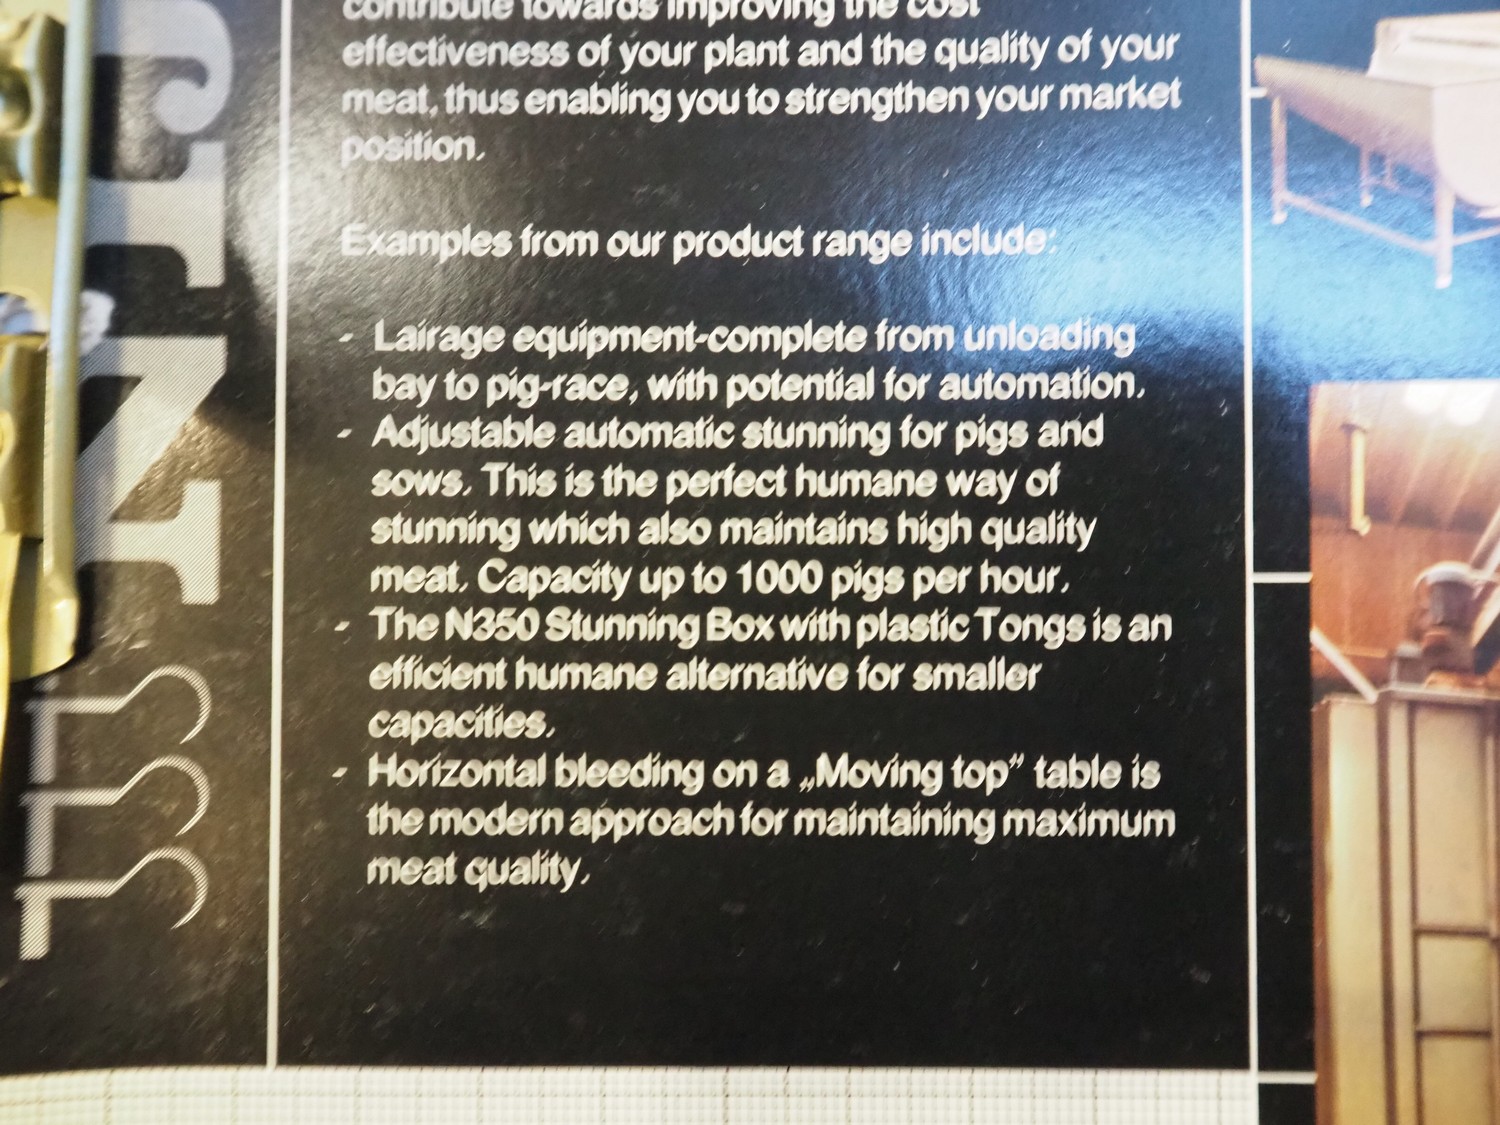 contribute towards improving the cost
effectiveness of your plant and the quality of your
meat, thus enabling you to strengthen your market
position.
Examples from our product range include:
- Lairage equipment-complete from unloading
bay to pig-race, with potential for automation.
- Adjustable automatic stunning for pigs and
sows. This is the perfect humane way of
stunning which also maintains high quality
meat. Capacity up to 1000 pigs per hour.
- The N350 Stunning Box with plastic Tongs is an
efficient humane alternative for smaller
capacities.
- Horizontal bleeding on a „Moving top” table is
the modern approach for maintaining maximum
meat quality.